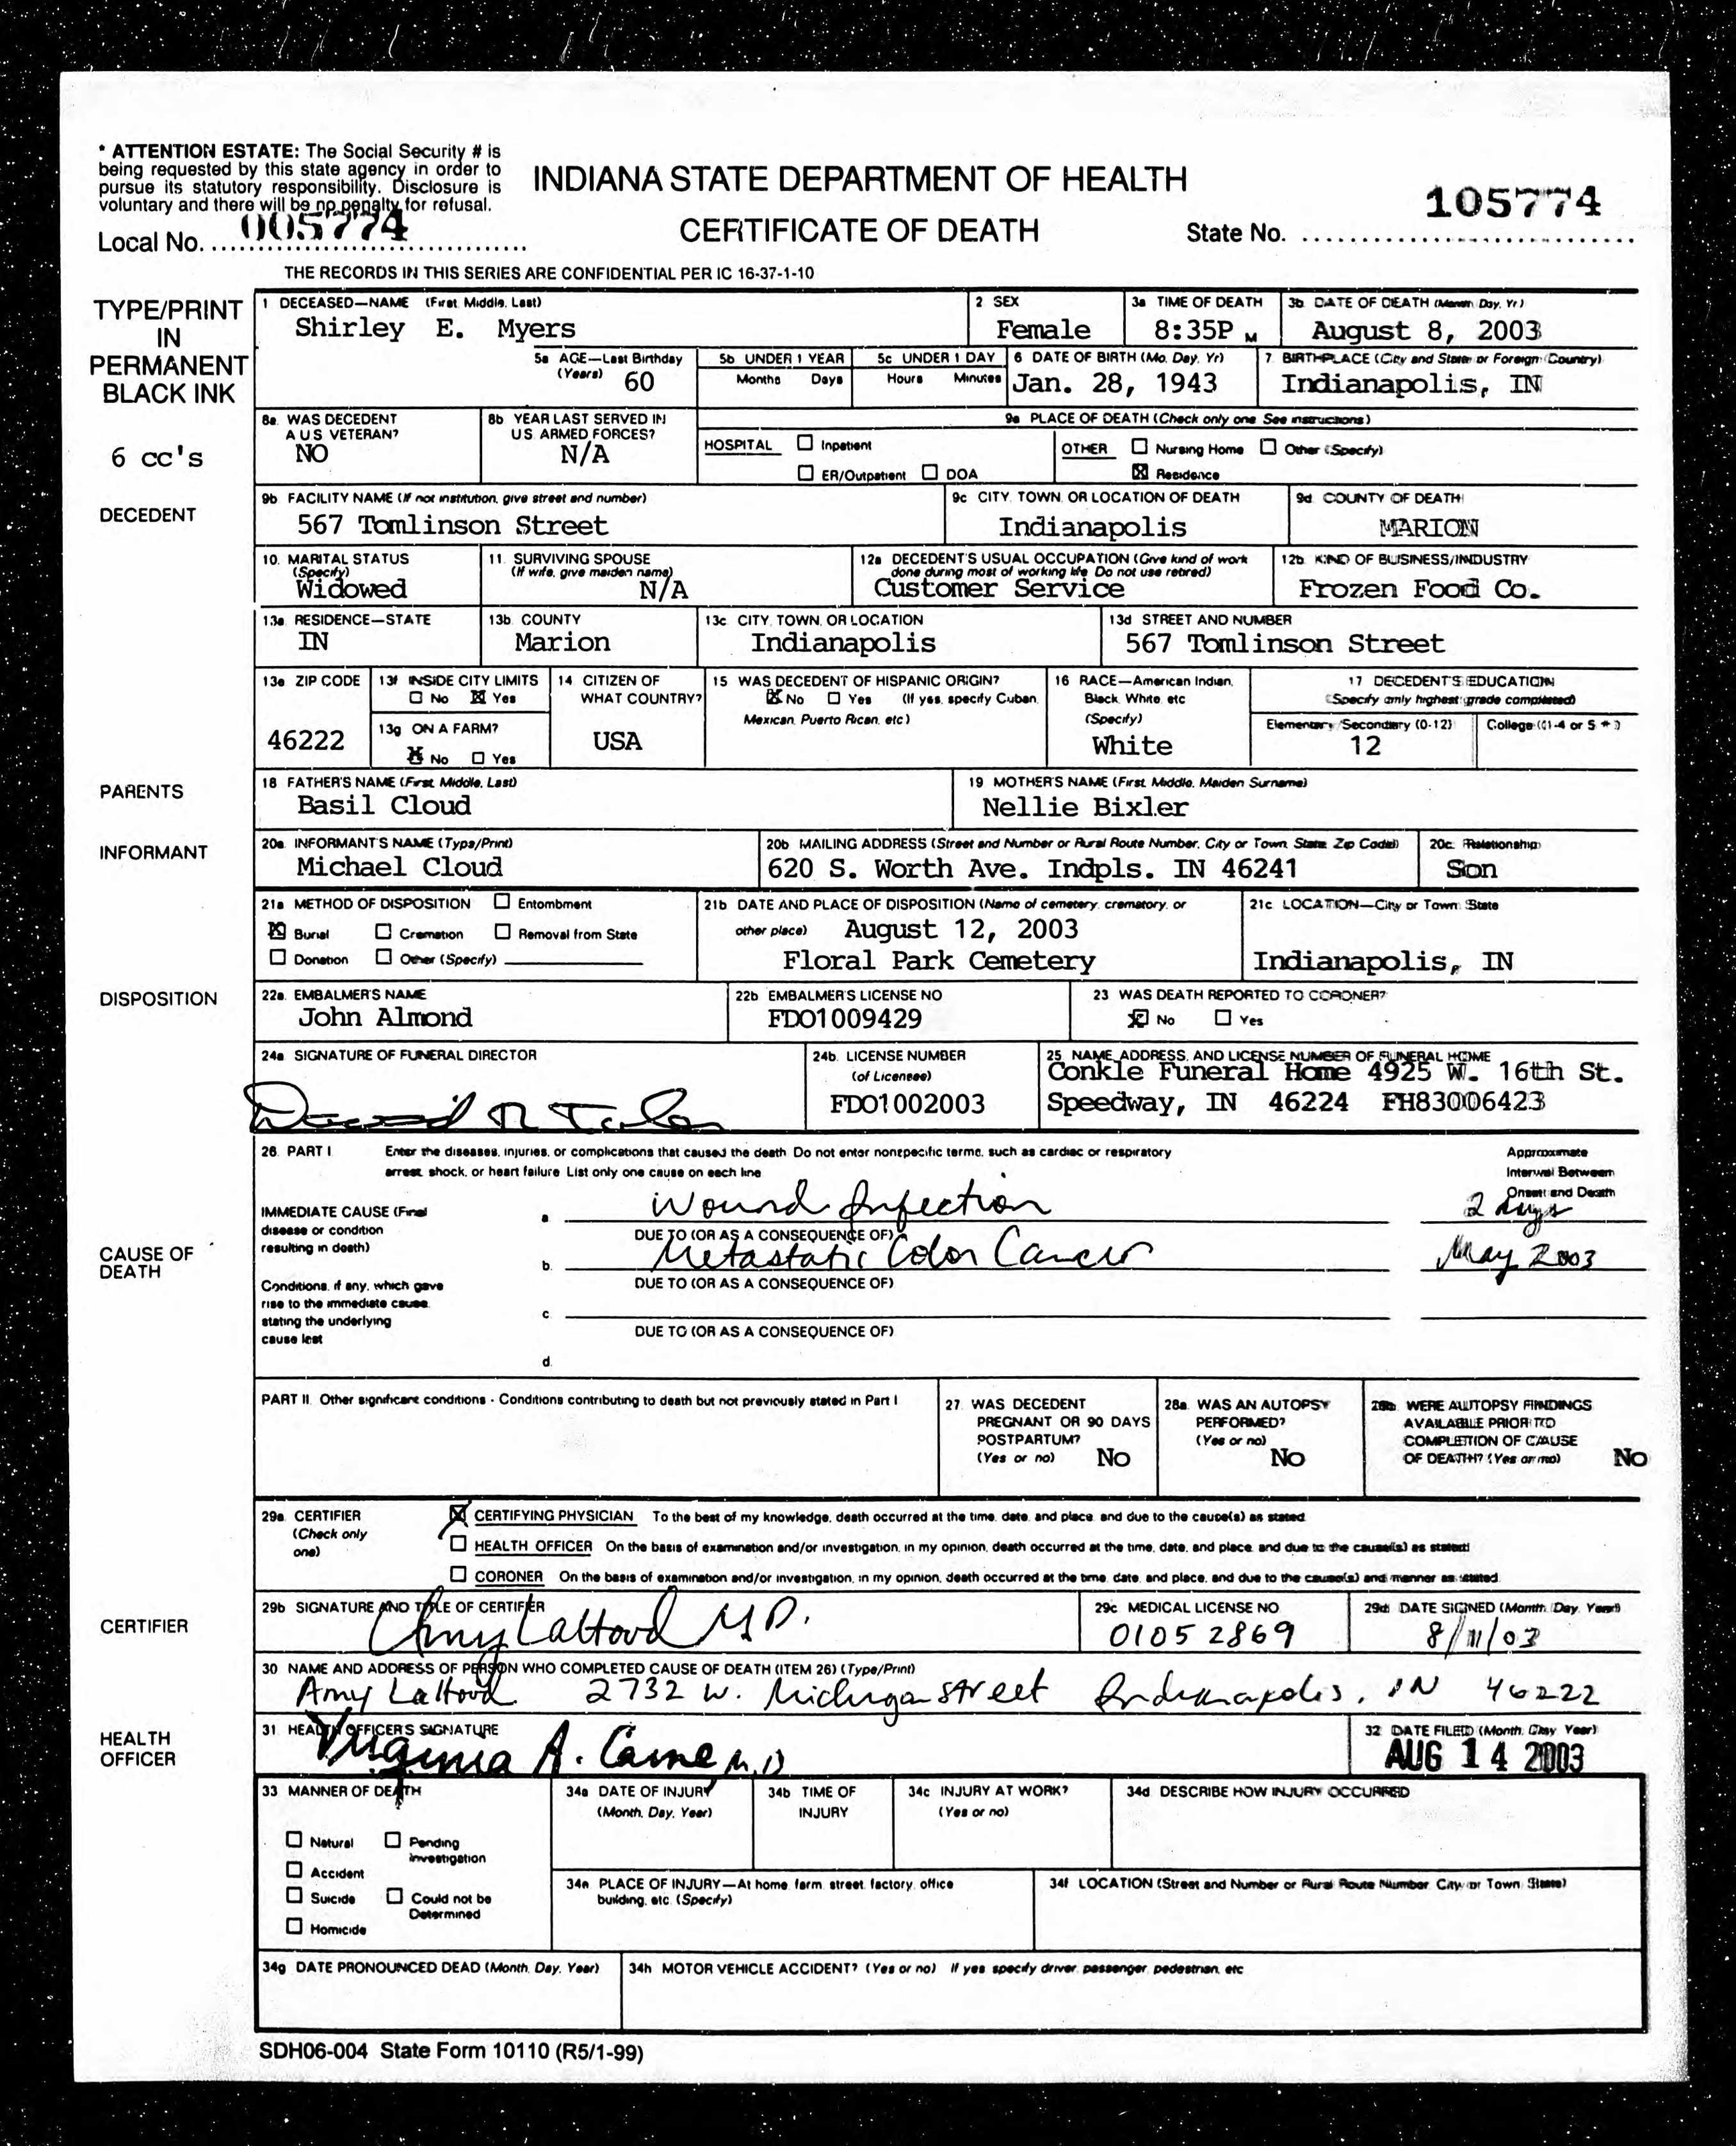 * ATTENTION ESTATE: The Social Security # is
being requested by this state agency in order to
pursue its statutory responsibility. Disclosure is
voluntary and there will be no penalty for refusal.
INDIANA STATE DEPARTMENT OF HEALTH
CERTIFICATE OF DEATH
Local No. 005774
State No. 105774
THE RECORDS IN THIS SERIES ARE CONFIDENTIAL PER IC 16-37-1-10
TYPE/PRINT
IN
PERMANENT
BLACK INK
6 cc's
1 DECEASED—NAME (First, Middle, Last)
Shirley E. Myers
2 SEX
Female
3a TIME OF DEATH
8:35P M
3b DATE OF DEATH (Month, Day, Yr)
August 8, 2003
5a AGE—Last Birthday
(Years) 60
5b UNDER 1 YEAR
Months Days
5c UNDER 1 DAY
Hours Minutes
6 DATE OF BIRTH (Mo. Day, Yr)
Jan. 28, 1943
7 BIRTHPLACE (City and State or Foreign Country)
Indianapolis, IN
8a WAS DECEDENT
A U S VETERAN?
NO
8b YEAR LAST SERVED IN
U.S. ARMED FORCES?
N/A
9a PLACE OF DEATH (Check only one See instructions)
HOSPITAL Inpatient
ER/Outpatient DOA
OTHER Nursing Home Other (Specify)
Residence
DECEDENT
9b FACILITY NAME (If not institution, give street and number)
567 Tomlinson Street
9c CITY, TOWN, OR LOCATION OF DEATH
Indianapolis
9d COUNTY OF DEATH
MARION
10. MARITAL STATUS
(Specify)
Widowed
11. SURVIVING SPOUSE
(If wife, give maiden name)
N/A
12a DECEDENT'S USUAL OCCUPATION (Give kind of work
done during most of working life Do not use retired)
Customer Service
12b KIND OF BUSINESS/INDUSTRY
Frozen Food Co.
13a. RESIDENCE—STATE
IN
13b. COUNTY
Marion
13c CITY, TOWN, OR LOCATION
Indianapolis
13d STREET AND NUMBER
567 Tomlinson Street
13e ZIP CODE
46222
13f INSIDE CITY LIMITS
No Yes
13g ON A FARM?
No Yes
14 CITIZEN OF
WHAT COUNTRY?
USA
15 WAS DECEDENT OF HISPANIC ORIGIN?
No Yes (If yes, specify Cuban,
Mexican, Puerto Rican, etc)
16 RACE—American Indian,
Black, White, etc
(Specify)
White
17 DECEDENT'S EDUCATION
(Specify only highest grade completed)
Elementary/Secondary (0-12)
12
College (1-4 or 5 +)
PARENTS
18 FATHER'S NAME (First, Middle, Last)
Basil Cloud
19 MOTHER'S NAME (First, Middle, Maiden Surname)
Nellie Bixler
INFORMANT
20a. INFORMANT'S NAME (Type/Print)
Michael Cloud
20b MAILING ADDRESS (Street and Number or Rural Route Number, City or Town, State, Zip Code)
620 S. Worth Ave. Indpls. IN 46241
20c. Relationship
Son
21a METHOD OF DISPOSITION Entombment
Burial Cremation Removal from State
Donation Other (Specify)
21b DATE AND PLACE OF DISPOSITION (Name of cemetery, crematory, or
other place) August 12, 2003
Floral Park Cemetery
21c LOCATION—City or Town, State
Indianapolis, IN
DISPOSITION
22a. EMBALMER'S NAME
John Almond
22b EMBALMER'S LICENSE NO
FDO1009429
23 WAS DEATH REPORTED TO CORONER?
No Yes
24a SIGNATURE OF FUNERAL DIRECTOR
24b. LICENSE NUMBER
(of Licensee)
FDO1002003
25 NAME, ADDRESS, AND LICENSE NUMBER OF FUNERAL HOME
Conkle Funeral Home 4925 W. 16th St.
Speedway, IN 46224 FH83006423
26. PART I Enter the diseases, injuries, or complications that caused the death Do not enter nonspecific terms, such as cardiac or respiratory
arrest, shock, or heart failure List only one cause on each line
Approximate
Interval Between
Onset and Death
CAUSE OF
DEATH
IMMEDIATE CAUSE (Final
disease or condition
resulting in death)
a Wound Infection 2 days
DUE TO (OR AS A CONSEQUENCE OF)
b. Metastatic Colon Cancer May 2003
DUE TO (OR AS A CONSEQUENCE OF)
Conditions, if any, which gave
rise to the immediate cause,
stating the underlying
cause last
c
DUE TO (OR AS A CONSEQUENCE OF)
d.
PART II. Other significant conditions - Conditions contributing to death but not previously stated in Part I
27. WAS DECEDENT
PREGNANT OR 90 DAYS
POSTPARTUM?
(Yes or no) No
28a. WAS AN AUTOPSY
PERFORMED?
(Yes or no) No
28b. WERE AUTOPSY FINDINGS
AVAILABLE PRIOR TO
COMPLETION OF CAUSE
OF DEATH? (Yes or no) No
29a. CERTIFIER
(Check only
one)
CERTIFYING PHYSICIAN To the best of my knowledge, death occurred at the time, date, and place, and due to the cause(s) as stated
HEALTH OFFICER On the basis of examination and/or investigation, in my opinion, death occurred at the time, date, and place, and due to the cause(s) as stated
CORONER On the basis of examination and/or investigation, in my opinion, death occurred at the time, date, and place, and due to the cause(s) and manner as stated
CERTIFIER
29b SIGNATURE AND TITLE OF CERTIFIER
Amy M.D.
29c MEDICAL LICENSE NO
01052869
29d DATE SIGNED (Month, Day, Year)
8/11/03
30 NAME AND ADDRESS OF PERSON WHO COMPLETED CAUSE OF DEATH (ITEM 26) (Type/Print)
Amy 2732 W. Michigan Street Indianapolis, IN 46222
HEALTH
OFFICER
31 HEALTH OFFICER'S SIGNATURE
Virginia A. Caine M.D
32 DATE FILED (Month, Day, Year)
AUG 14 2003
33 MANNER OF DEATH
Natural Pending
Investigation
Accident
Suicide Could not be
Determined
Homicide
34a DATE OF INJURY
(Month, Day, Year)
34b TIME OF
INJURY
34c INJURY AT WORK?
(Yes or no)
34d DESCRIBE HOW INJURY OCCURRED
34e PLACE OF INJURY—At home, farm, street, factory, office
building, etc. (Specify)
34f LOCATION (Street and Number or Rural Route Number, City or Town, State)
34g DATE PRONOUNCED DEAD (Month, Day, Year)
34h MOTOR VEHICLE ACCIDENT? (Yes or no) If yes, specify driver, passenger, pedestrian, etc
SDH06-004 State Form 10110 (R5/1-99)